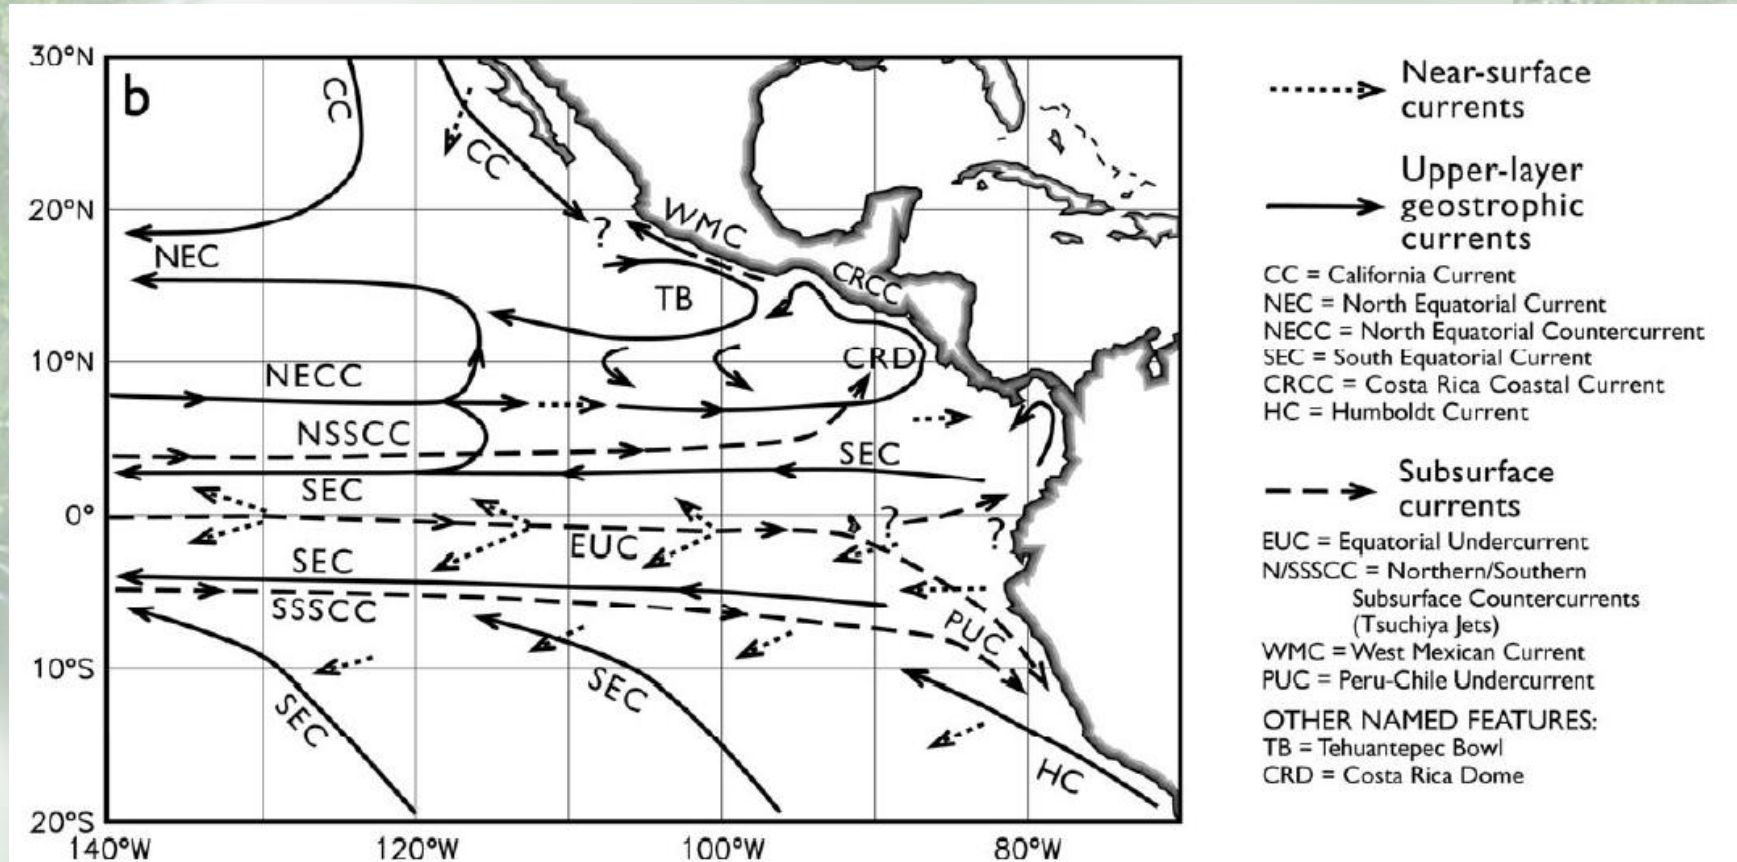 b
30°N
20°N
10°N
0°
10°S
20°S
140°W
120°W
100°W
80°W
CC
CC
NEC
?
WMC
TB
CRCC
CRD
NECC
NSSCC
SEC
SEC
?
?
EUC
SEC
SSSCC
PUC
SEC
SEC
HC
Near-surface
currents
Upper-layer
geostrophic
currents
CC = California Current
NEC = North Equatorial Current
NECC = North Equatorial Countercurrent
SEC = South Equatorial Current
CRCC = Costa Rica Coastal Current
HC = Humboldt Current
Subsurface
currents
EUC = Equatorial Undercurrent
N/SSSCC = Northern/Southern
Subsurface Countercurrents
(Tsuchiya Jets)
WMC = West Mexican Current
PUC = Peru-Chile Undercurrent
OTHER NAMED FEATURES:
TB = Tehuantepec Bowl
CRD = Costa Rica Dome